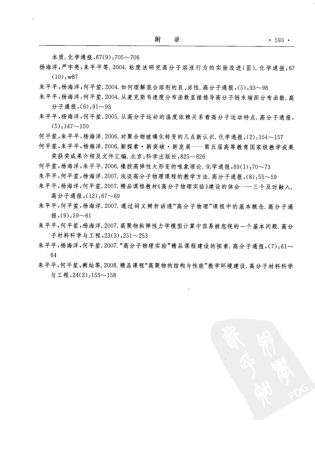 附 录 · 593 ·
本质.化学通报,67(9):705~706
杨海洋,严宇亮,朱平平等.2004.粘度法研究高分子溶液行为的实验改进(Ⅲ).化学通报,67
(10):w87
朱平平,杨海洋,何平笙.2004.如何理解混合溶剂的良、劣性.高分子通报,(5):93~98
朱平平,杨海洋,何平笙.2004.从麦克斯韦速度分布函数直接推导高分子链末端距分布函数.高
分子通报,(6):91~93
朱平平,杨海洋,何平笙.2005.从高分子运动的温度依赖关系看高分子运动特点.高分子通报,
(5):147~150
何平笙,朱平平,杨海洋.2006.对聚合物玻璃化转变的几点新认识.化学通报,(2):154~157
何平笙,朱平平,杨海洋.2006.新探索·新突破·新发展——第五届高等教育国家级教学成果
奖获奖成果介绍及文件汇编.北京:科学出版社:825~826
何平笙,朱平平,杨海洋.2006.橡胶高弹性大形变的唯象理论.化学通报,69(1):70~73
朱平平,何平笙,杨海洋.2007.浅谈高分子物理课程的教学方法.高分子通报,(8):55~59
朱平平,何平笙,杨海洋.2007.精品课程教材《高分子物理实验》建设的体会——三个及时融入.
高分子通报,(12):59~61
朱平平,杨海洋,何平笙.2007.通过词义辨析讲透“高分子物理”课程中的基本概念.高分子通
报,(9):59~61
朱平平,杨海洋,何平笙.2007.高聚物粘弹性力学模型计算中容易被忽视的一个基本问题.高分
子材料科学与工程,23(3):251~253
朱平平,何平笙,杨海洋.2007.“高分子物理实验”精品课程建设的探索.高分子通报,(7):61~
64
朱平平,何平笙,阚灿等.2008.精品课程“高聚物的结构与性能”教学环境建设.高分子材料科学
与工程,24(2):155~158
PDG